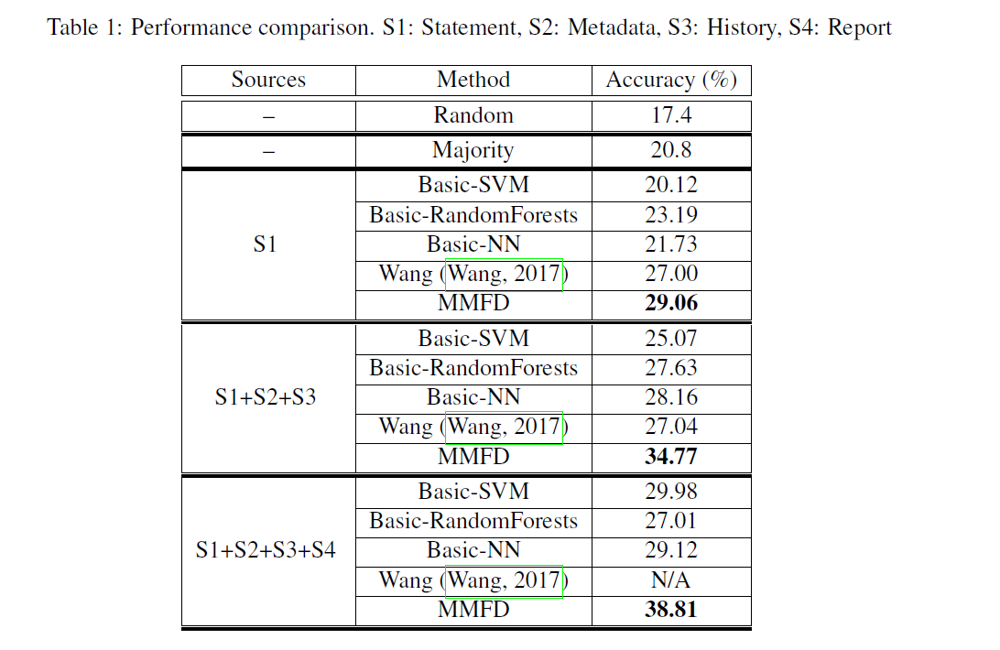 Table 1: Performance comparison. S1: Statement, S2: Metadata, S3: History, S4: Report
Sources Method Accuracy (%)
– Random 17.4
– Majority 20.8
Basic-SVM 20.12
Basic-RandomForests 23.19
S1 Basic-NN 21.73
Wang (Wang, 2017) 27.00
MMFD 29.06
Basic-SVM 25.07
Basic-RandomForests 27.63
S1+S2+S3 Basic-NN 28.16
Wang (Wang, 2017) 27.04
MMFD 34.77
Basic-SVM 29.98
Basic-RandomForests 27.01
S1+S2+S3+S4 Basic-NN 29.12
Wang (Wang, 2017) N/A
MMFD 38.81